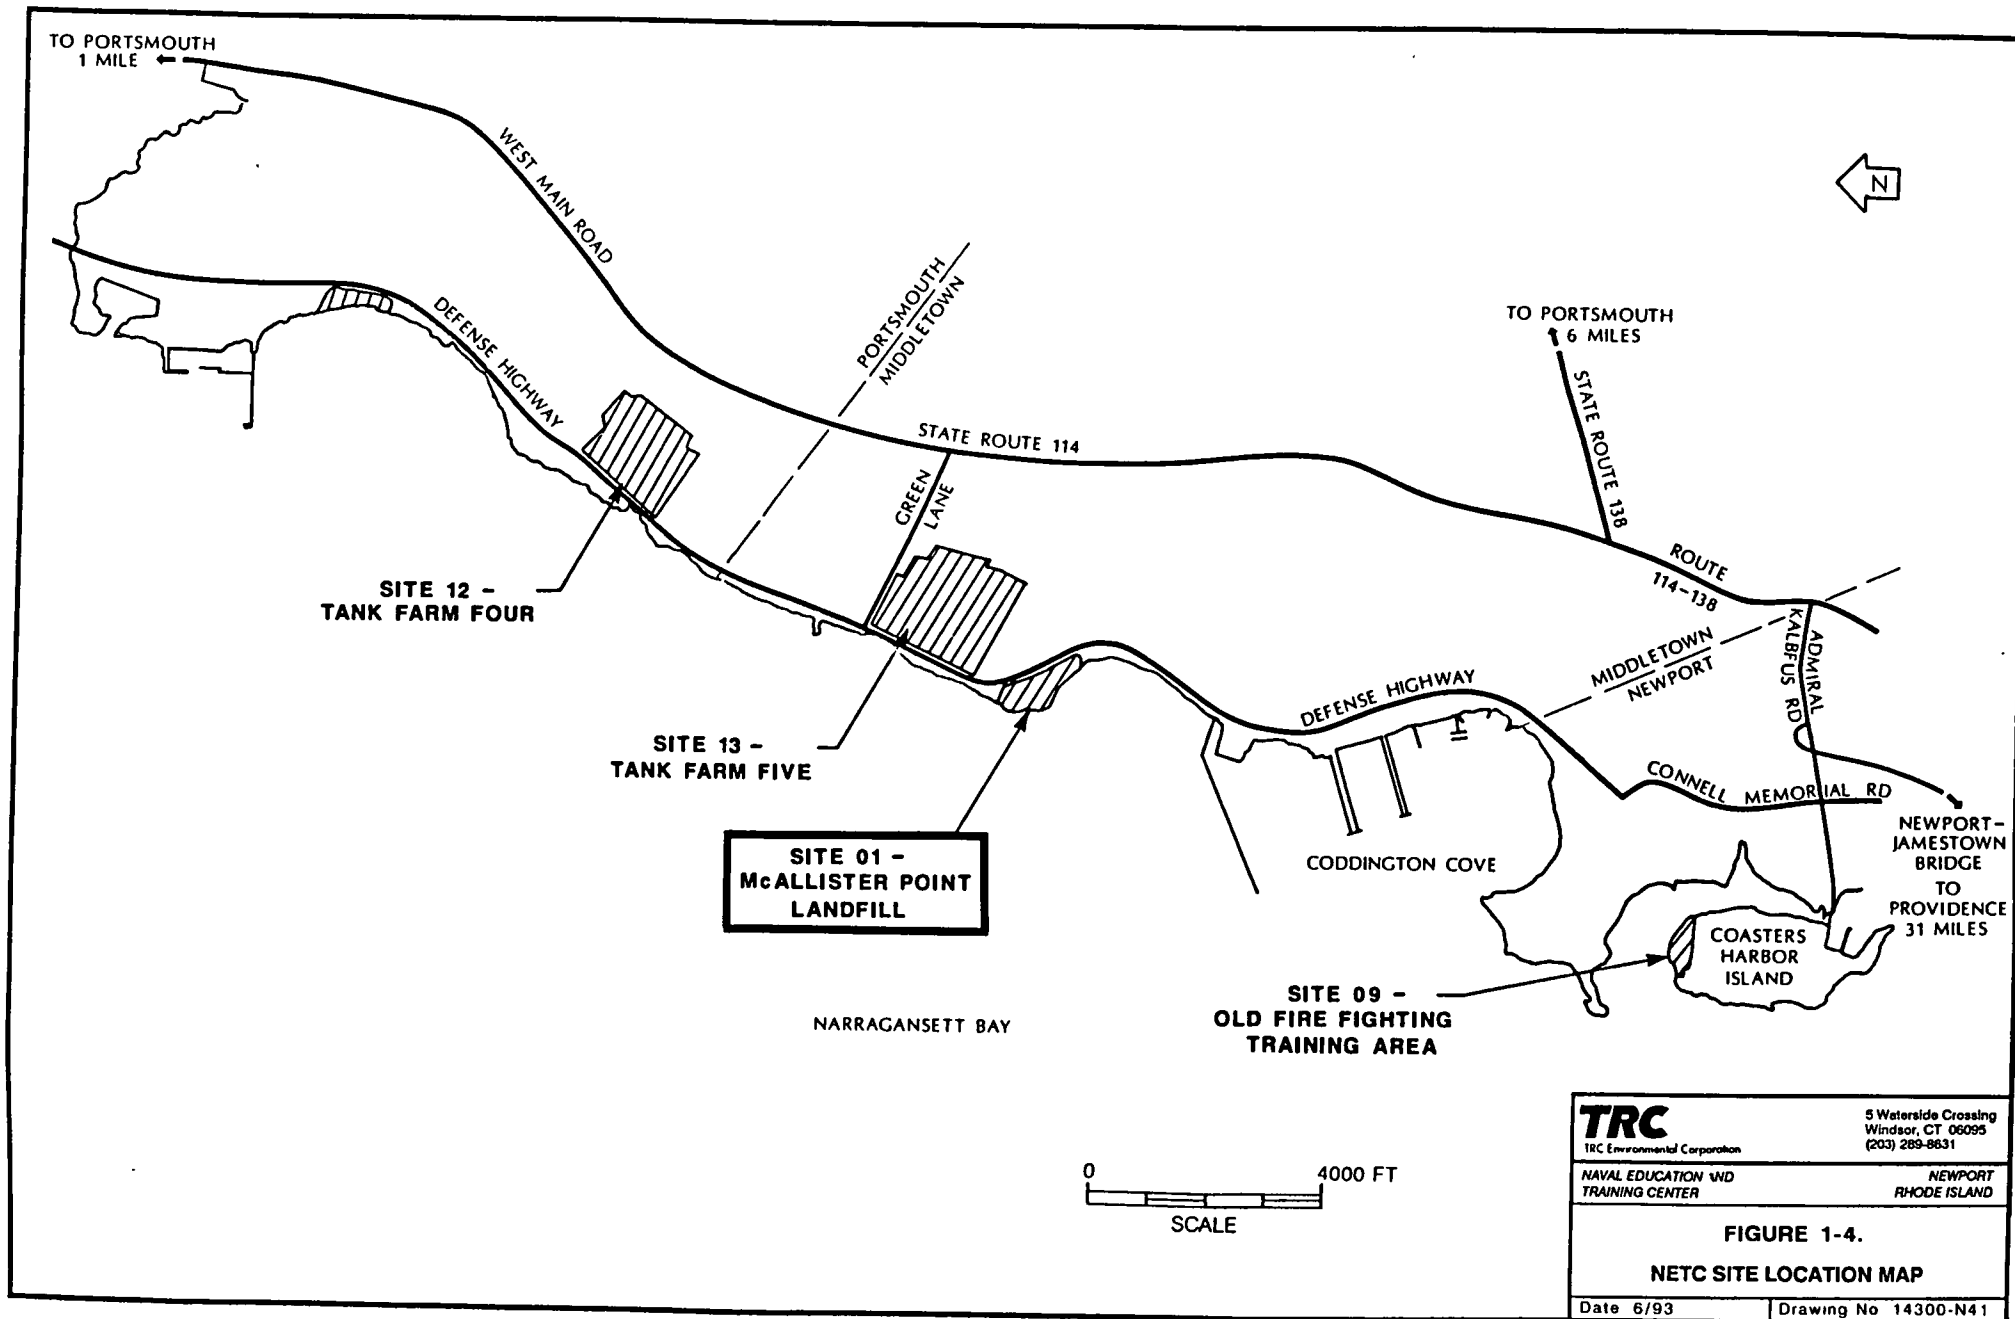 TO PORTSMOUTH
1 MILE
WEST MAIN ROAD
N
DEFENSE HIGHWAY
PORTSMOUTH
MIDDLETOWN
TO PORTSMOUTH
6 MILES
STATE ROUTE 138
STATE ROUTE 114
GREEN
LANE
ROUTE
114-138
SITE 12 -
TANK FARM FOUR
MIDDLETOWN
NEWPORT
ADMIRAL
KALBFUS RD
DEFENSE HIGHWAY
SITE 13 -
TANK FARM FIVE
CONNELL MEMORIAL RD
NEWPORT-
JAMESTOWN
BRIDGE
TO
PROVIDENCE
31 MILES
SITE 01 -
McALLISTER POINT
LANDFILL
CODDINGTON COVE
COASTERS
HARBOR
ISLAND
SITE 09 -
OLD FIRE FIGHTING
TRAINING AREA
NARRAGANSETT BAY
0 4000 FT
SCALE
TRC
TRC Environmental Corporation
5 Waterside Crossing
Windsor, CT 06095
(203) 289-8631
NAVAL EDUCATION AND
TRAINING CENTER
NEWPORT
RHODE ISLAND
FIGURE 1-4.
NETC SITE LOCATION MAP
Date 6/93
Drawing No 14300-N41